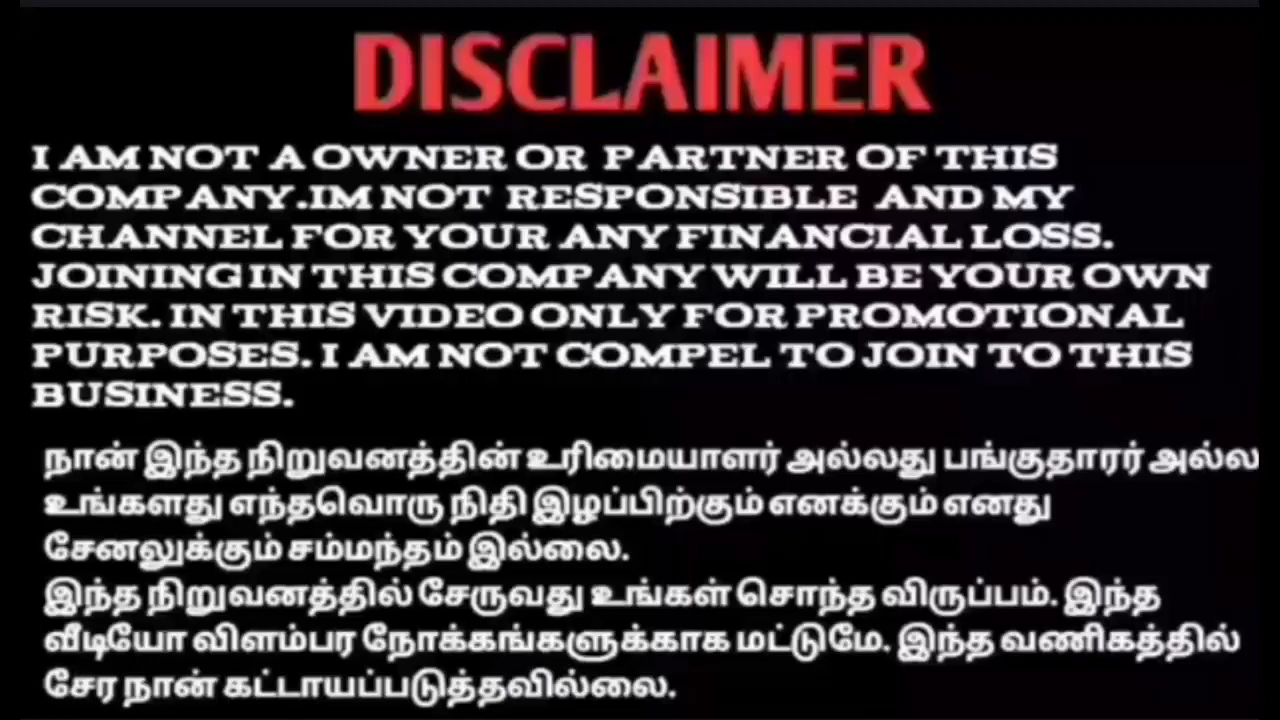 DISCLAIMER
I AM NOT A OWNER OR PARTNER OF THIS
COMPANY.IM NOT RESPONSIBLE AND MY
CHANNEL FOR YOUR ANY FINANCIAL LOSS.
JOINING IN THIS COMPANY WILL BE YOUR OWN
RISK. IN THIS VIDEO ONLY FOR PROMOTIONAL
PURPOSES. I AM NOT COMPEL TO JOIN TO THIS
BUSINESS.
நான் இந்த நிறுவனத்தின் உரிமையாளர் அல்லது பங்குதாரர் அல்ல
உங்களது எந்தவொரு நிதி இழப்பிற்கும் எனக்கும் எனது
சேனலுக்கும் சம்மந்தம் இல்லை.
இந்த நிறுவனத்தில் சேருவது உங்கள் சொந்த விருப்பம். இந்த
வீடியோ விளம்பர நோக்கங்களுக்காக மட்டுமே. இந்த வணிகத்தில்
சேர நான் கட்டாயப்படுத்தவில்லை.